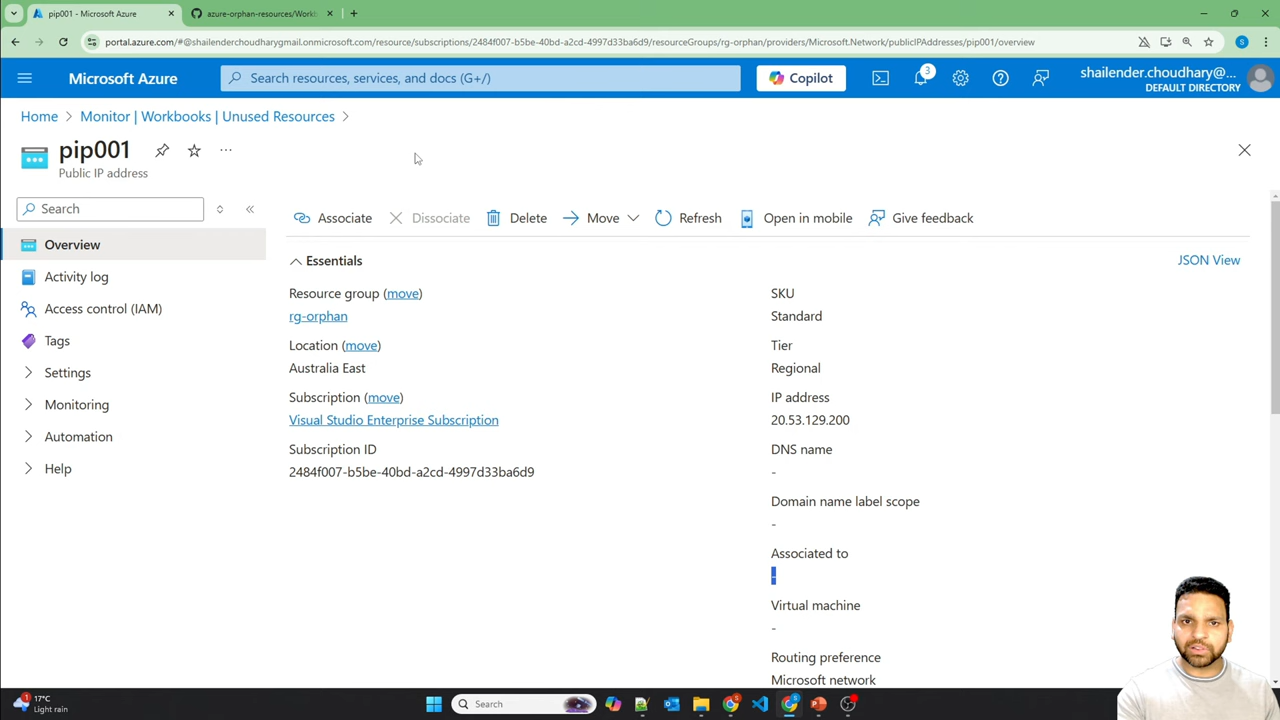 pip001 - Microsoft Azure
azure-orphan-resources/Workb
portal.azure.com/#@shailenderchoudharygmail.onmicrosoft.com/resource/subscriptions/2484f007-b5be-40bd-a2cd-4997d33ba6d9/resourceGroups/rg-orphan/providers/Microsoft.Network/publicIPAddresses/pip001/overview
S
Microsoft Azure
Search resources, services, and docs (G+/)
Copilot
3
shailender.choudhary@...
DEFAULT DIRECTORY
Home > Monitor | Workbooks | Unused Resources >
pip001
Public IP address
Search
Associate Dissociate Delete Move Refresh Open in mobile Give feedback
Overview
Activity log
Access control (IAM)
Tags
Settings
Monitoring
Automation
Help
Essentials
JSON View
Resource group (move)
rg-orphan
Location (move)
Australia East
Subscription (move)
Visual Studio Enterprise Subscription
Subscription ID
2484f007-b5be-40bd-a2cd-4997d33ba6d9
SKU
Standard
Tier
Regional
IP address
20.53.129.200
DNS name
-
Domain name label scope
-
Associated to
-
Virtual machine
-
Routing preference
Microsoft network
1
17°C
Light rain
Search